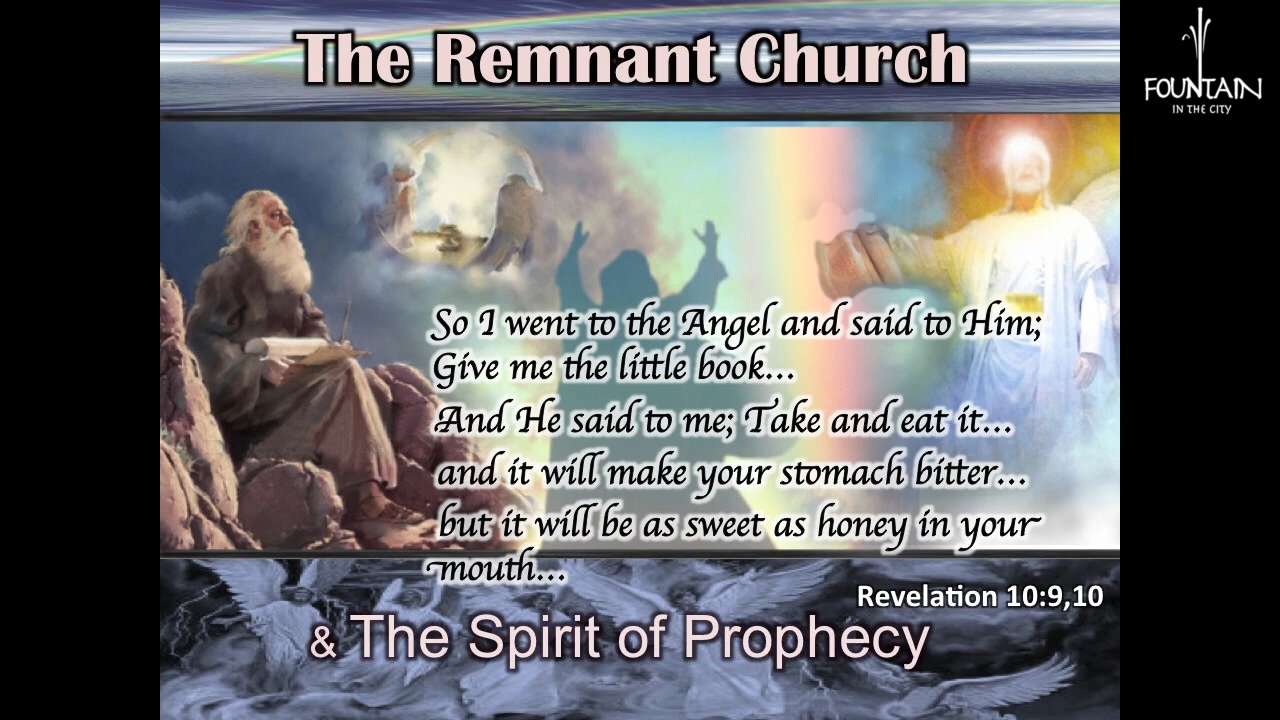 The Remnant Church
FOUNTAIN
IN THE CITY
So I went to the Angel and said to Him;
Give me the little book...
And He said to me; Take and eat it...
and it will make your stomach bitter...
but it will be as sweet as honey in your
mouth...
Revelation 10:9,10
& The Spirit of Prophecy